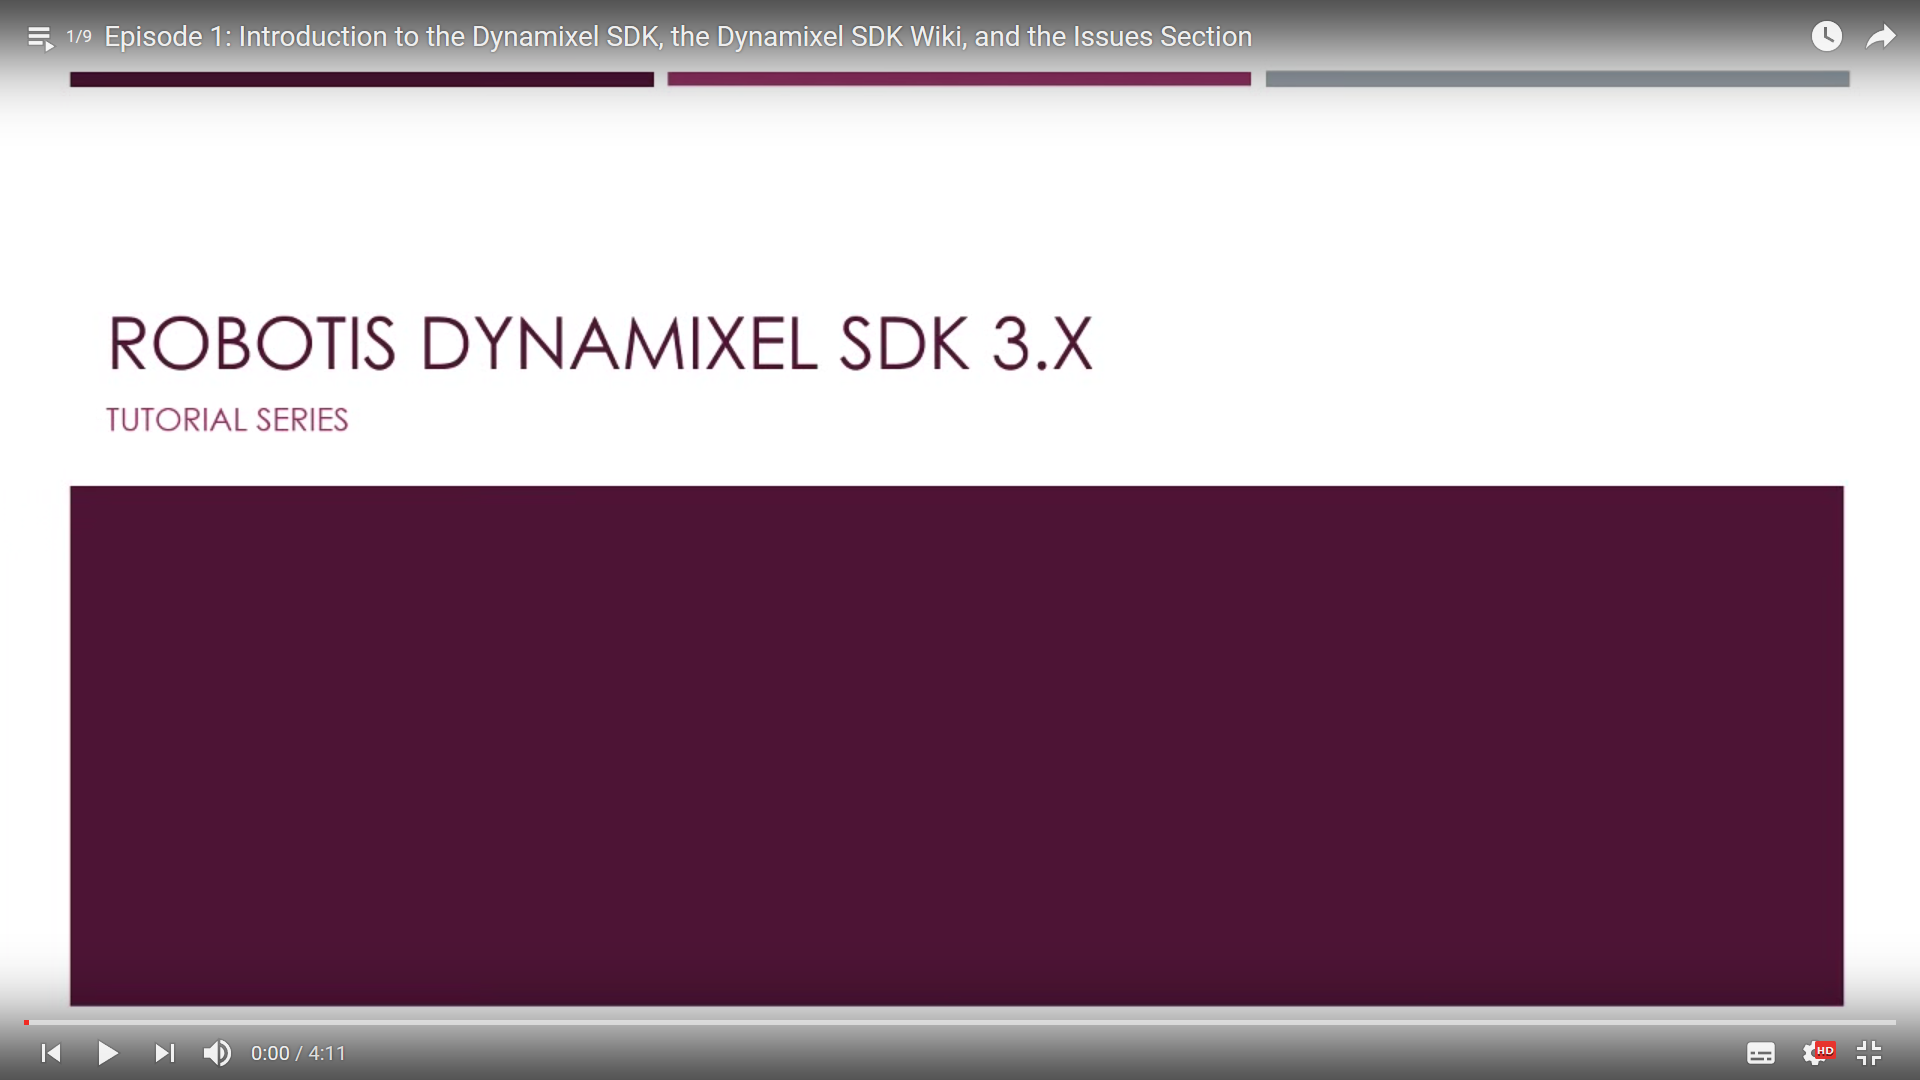 1/9 Episode 1: Introduction to the Dynamixel SDK, the Dynamixel SDK Wiki, and the Issues Section
ROBOTIS DYNAMIXEL SDK 3.X
TUTORIAL SERIES
0:00 / 4:11
HD